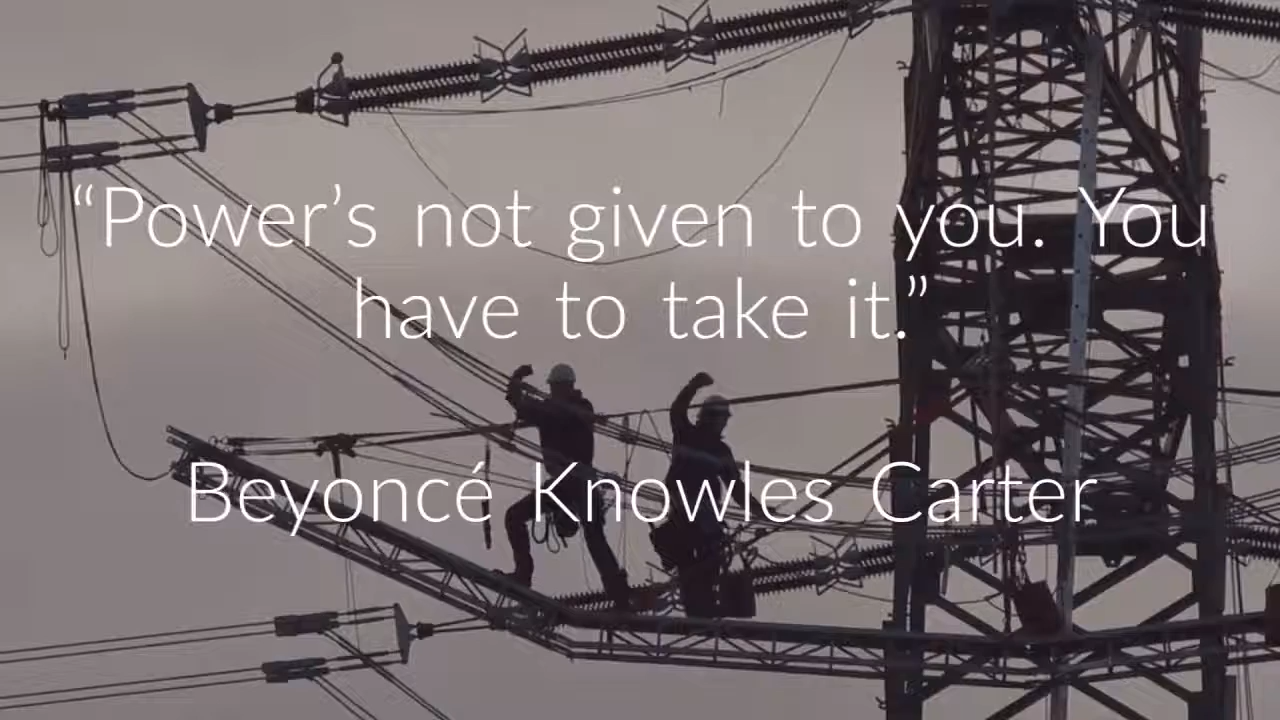 “Power’s not given to you. You
have to take it.”
Beyoncé Knowles Carter